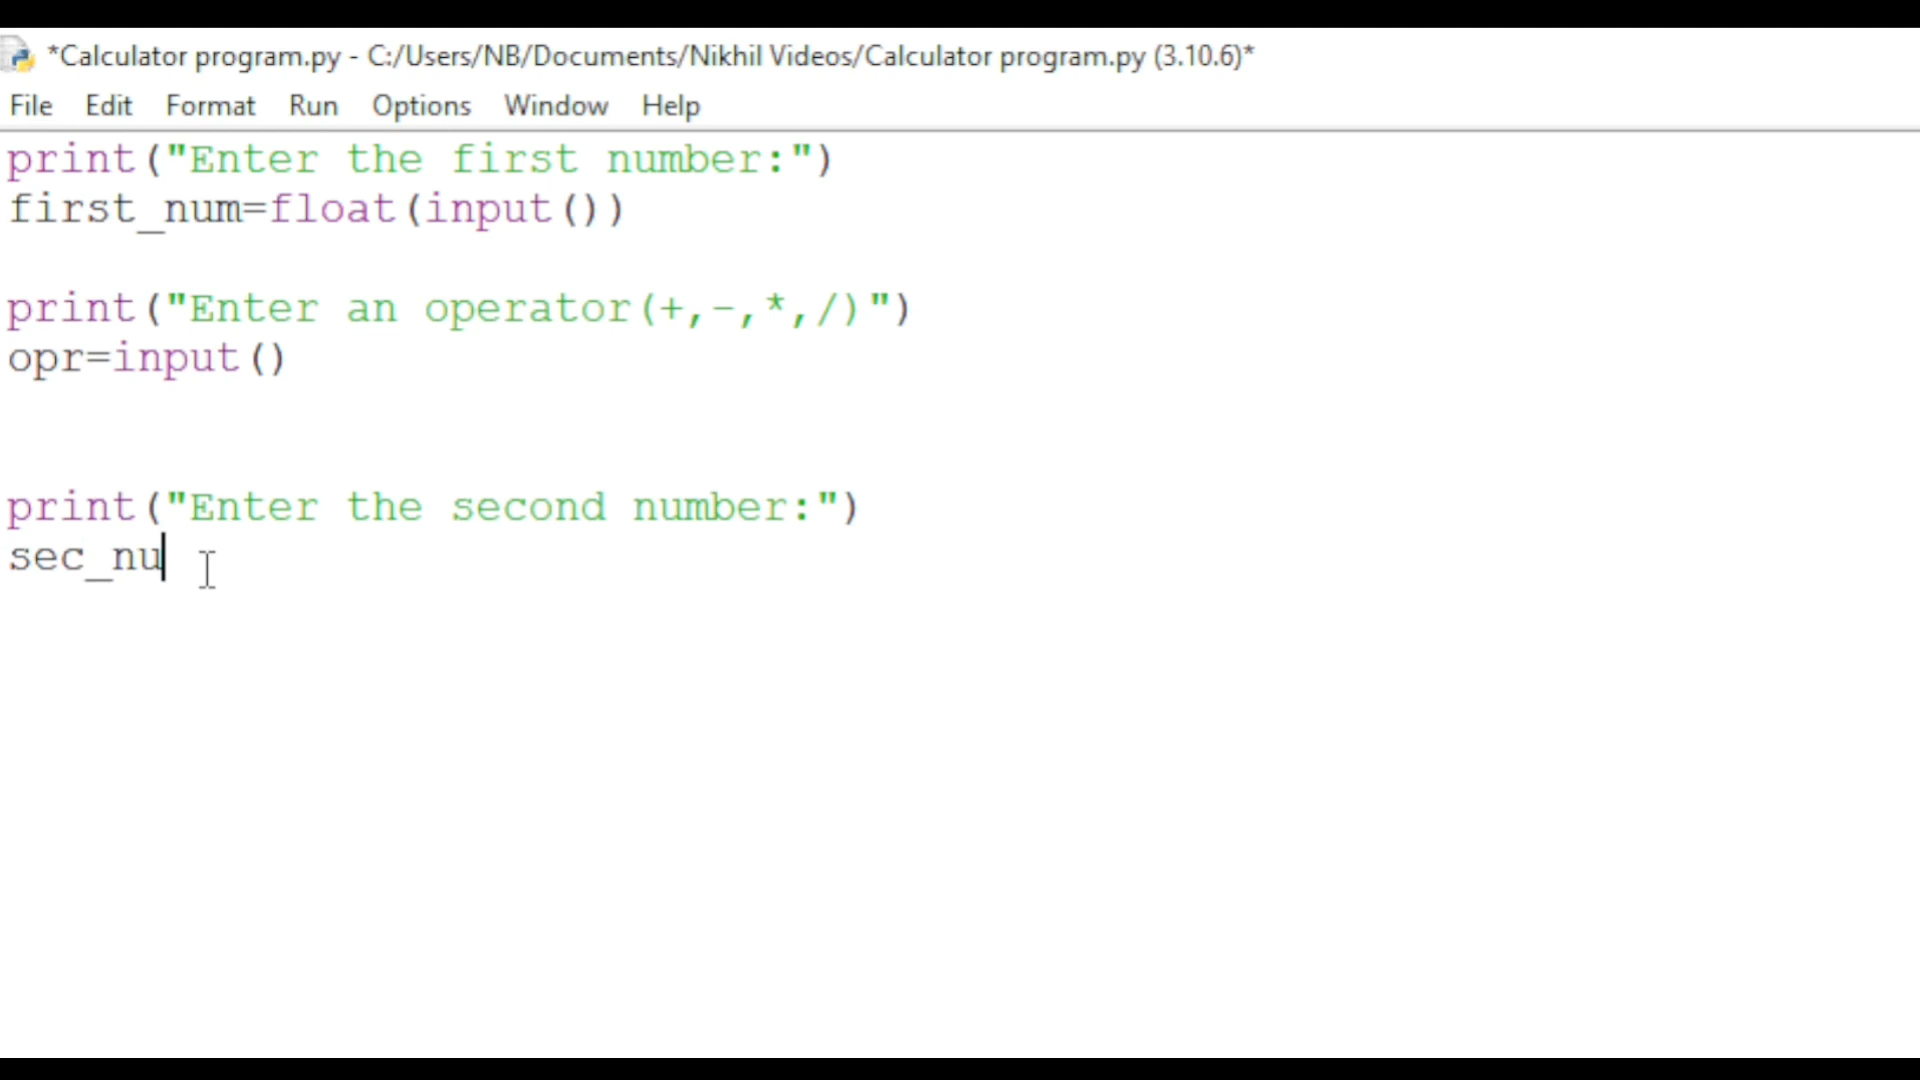 *Calculator program.py - C:/Users/NB/Documents/Nikhil Videos/Calculator program.py (3.10.6)*
File Edit Format Run Options Window Help
print("Enter the first number:")
first_num=float(input())
print("Enter an operator(+,-,*,/)")
opr=input()
print("Enter the second number:")
sec_nu